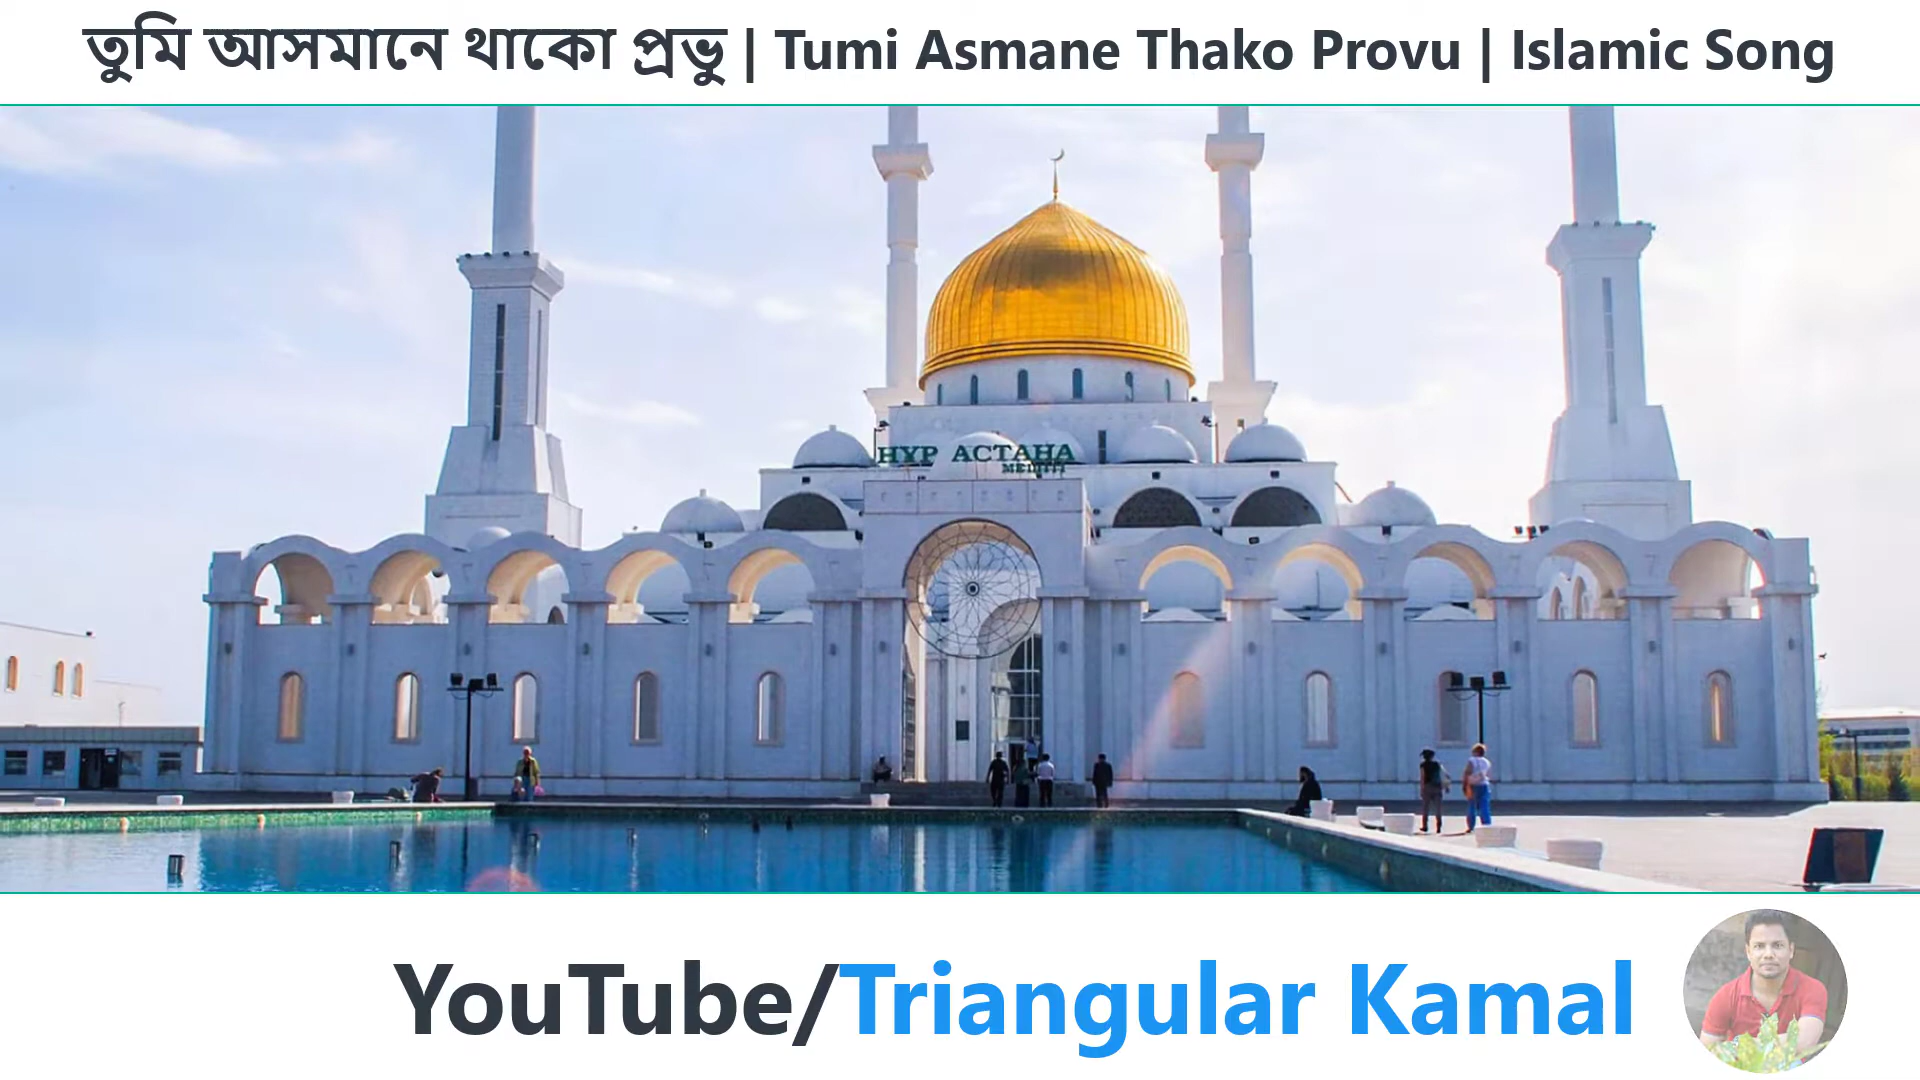 তুমি আসমানে থাকো প্রভু | Tumi Asmane Thako Provu | Islamic Song
НУР АСТАНА
YouTube/Triangular Kamal